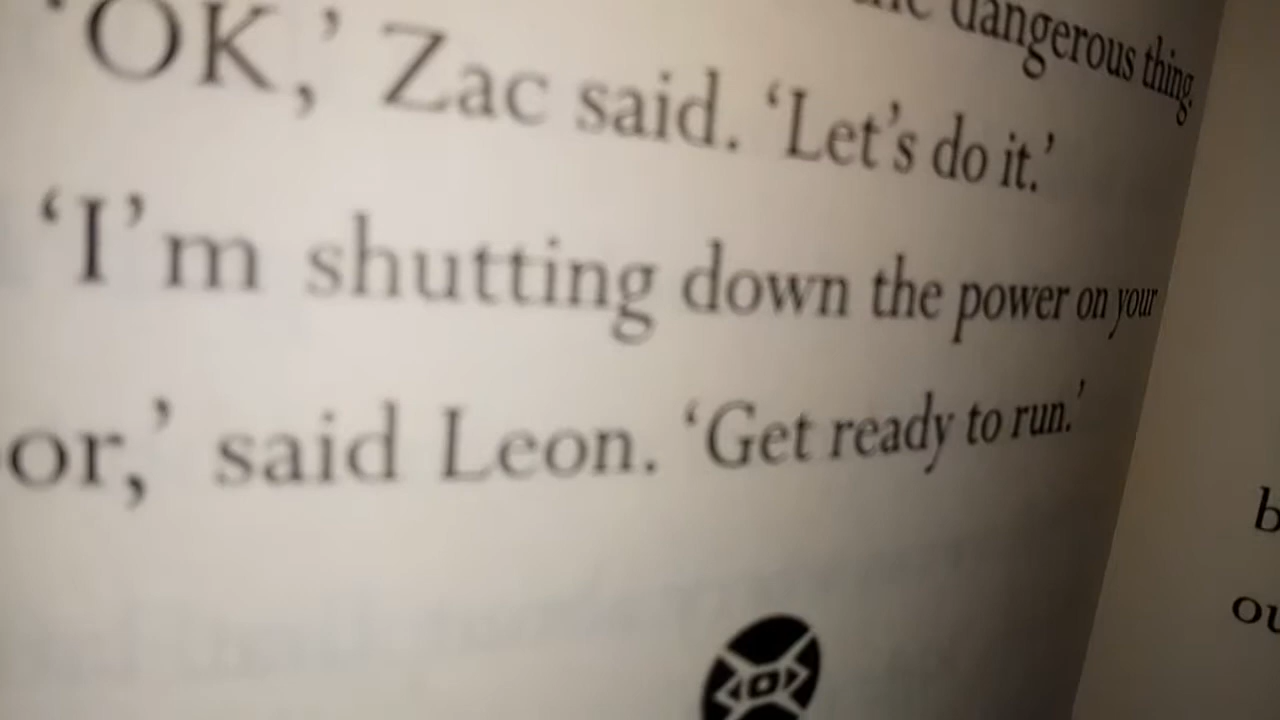 dangerous thing.
‘OK,’ Zac said. ‘Let’s do it.’
‘I’m shutting down the power on your
or,’ said Leon. ‘Get ready to run.’